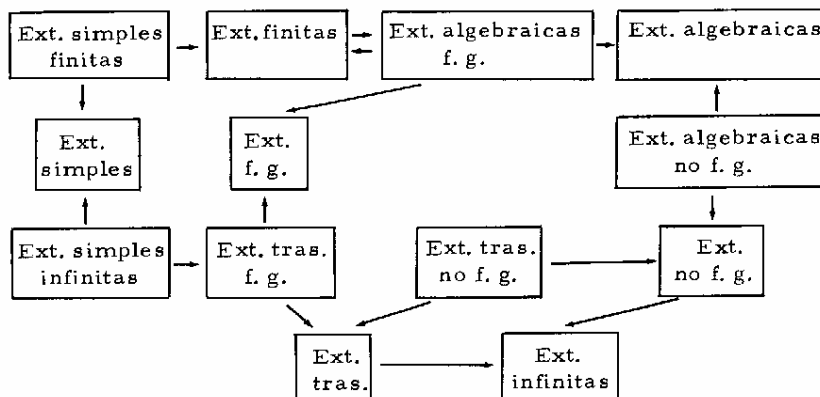 Ext. simples
finitas
Ext. finitas
Ext. algebraicas
f. g.
Ext. algebraicas
Ext.
simples
Ext.
f. g.
Ext. algebraicas
no f. g.
Ext. simples
infinitas
Ext. tras.
f. g.
Ext. tras.
no f. g.
Ext.
no f. g.
Ext.
tras.
Ext.
infinitas